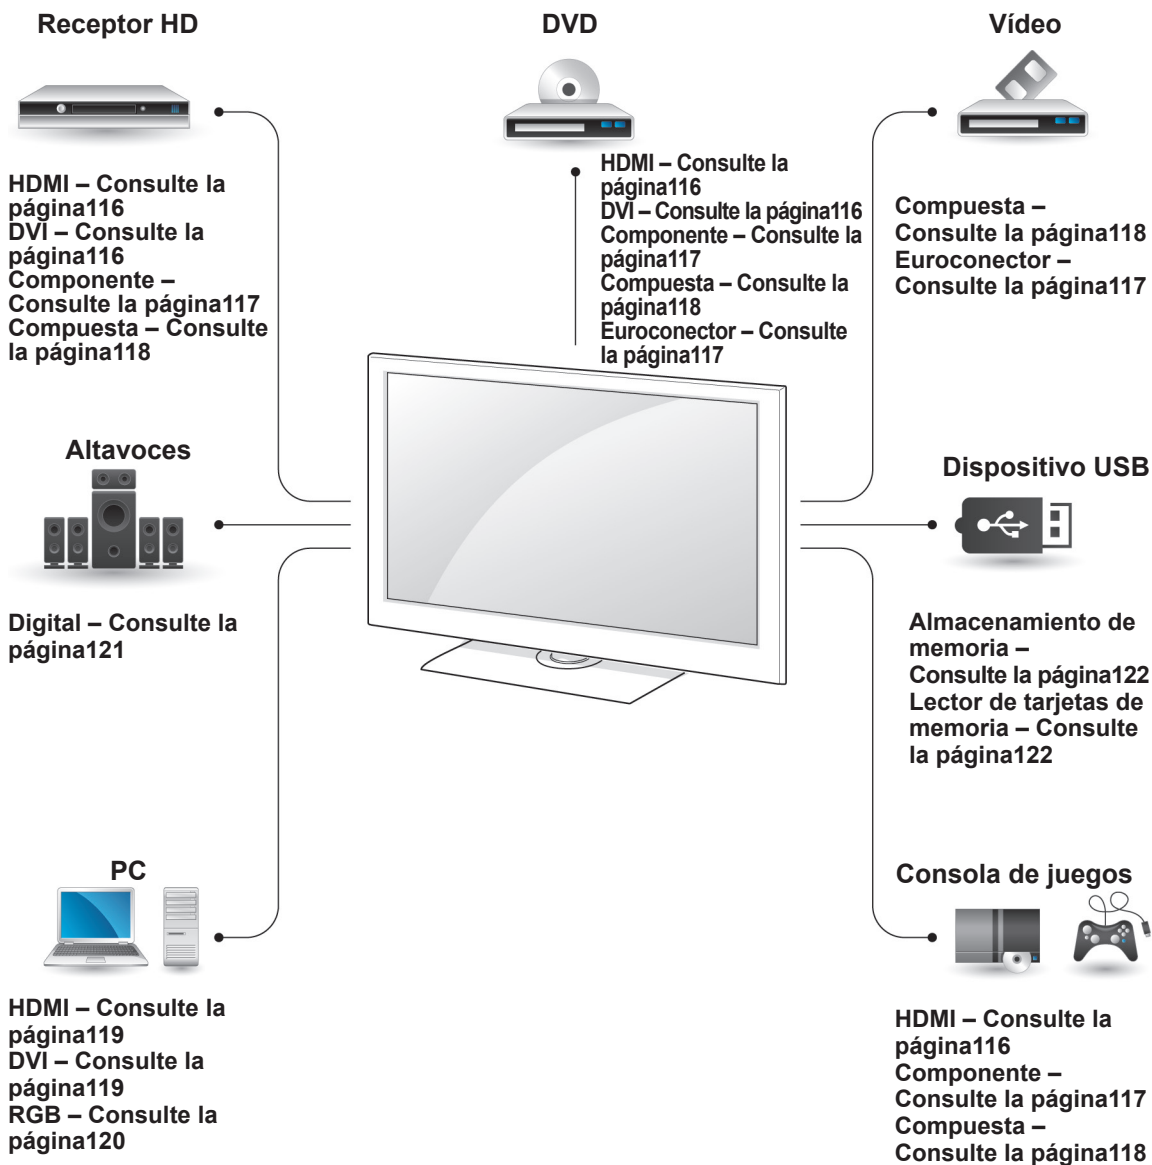 Receptor HD
HDMI – Consulte la
página116
DVI – Consulte la
página116
Componente –
Consulte la página117
Compuesta – Consulte
la página118
DVD
HDMI – Consulte la
página116
DVI – Consulte la página116
Componente – Consulte la
página117
Compuesta – Consulte la
página118
Euroconector – Consulte
la página117
Vídeo
Compuesta –
Consulte la página118
Euroconector –
Consulte la página117
Altavoces
Digital – Consulte la
página121
Dispositivo USB
Almacenamiento de
memoria –
Consulte la página122
Lector de tarjetas de
memoria – Consulte
la página122
PC
HDMI – Consulte la
página119
DVI – Consulte la
página119
RGB – Consulte la
página120
Consola de juegos
HDMI – Consulte la
página116
Componente –
Consulte la página117
Compuesta –
Consulte la página118